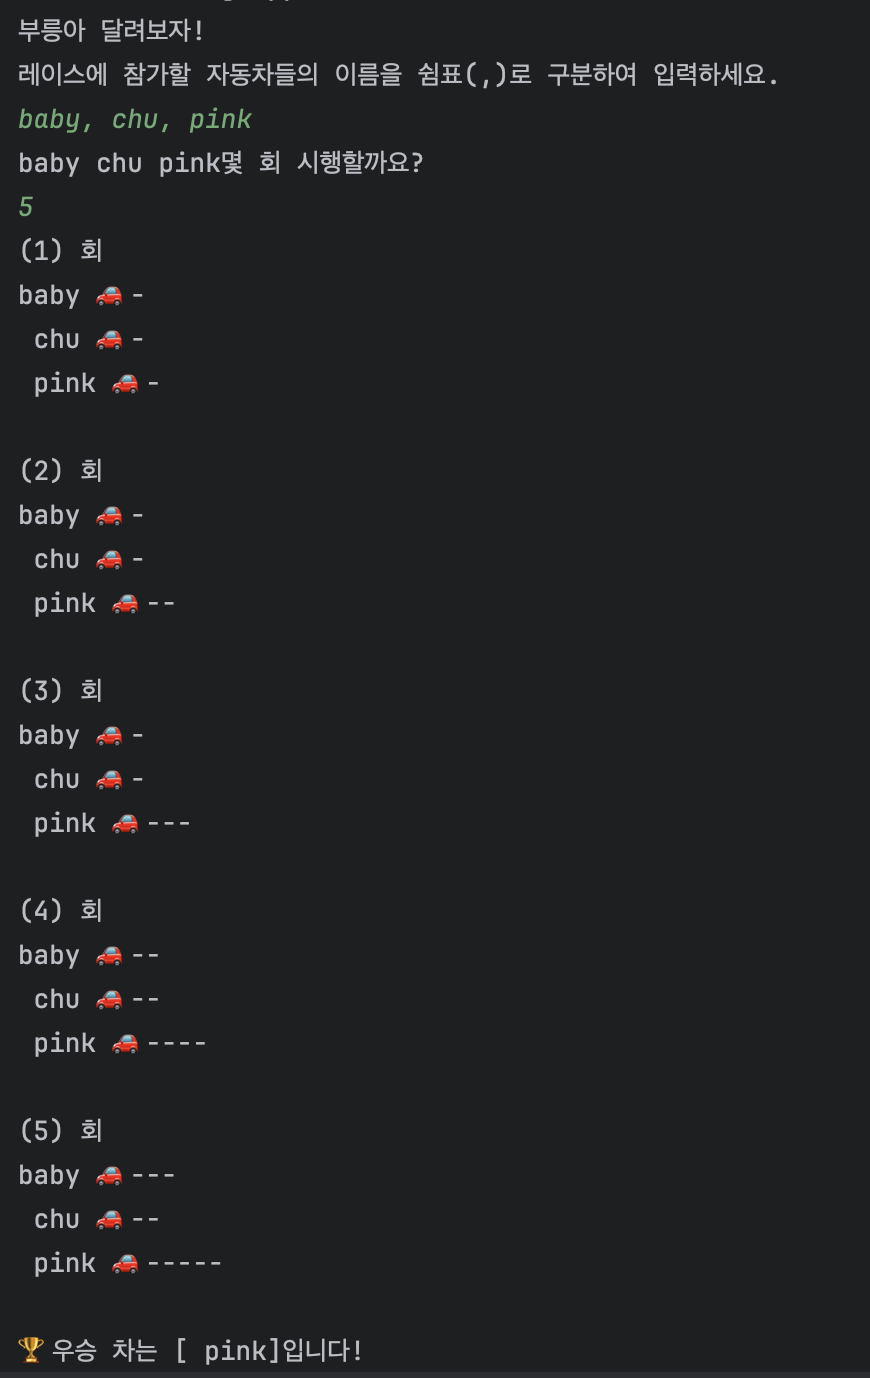 부릉아 달려보자!
레이스에 참가할 자동차들의 이름을 쉼표(,)로 구분하여 입력하세요.
baby, chu, pink
baby chu pink몇 회 시행할까요?
5
(1) 회
baby 🚗 -
 chu 🚗 -
 pink 🚗 -

(2) 회
baby 🚗 -
 chu 🚗 -
 pink 🚗 --

(3) 회
baby 🚗 -
 chu 🚗 -
 pink 🚗 ---

(4) 회
baby 🚗 --
 chu 🚗 --
 pink 🚗 ----

(5) 회
baby 🚗 ---
 chu 🚗 --
 pink 🚗 -----

🏆 우승 차는 [ pink]입니다!